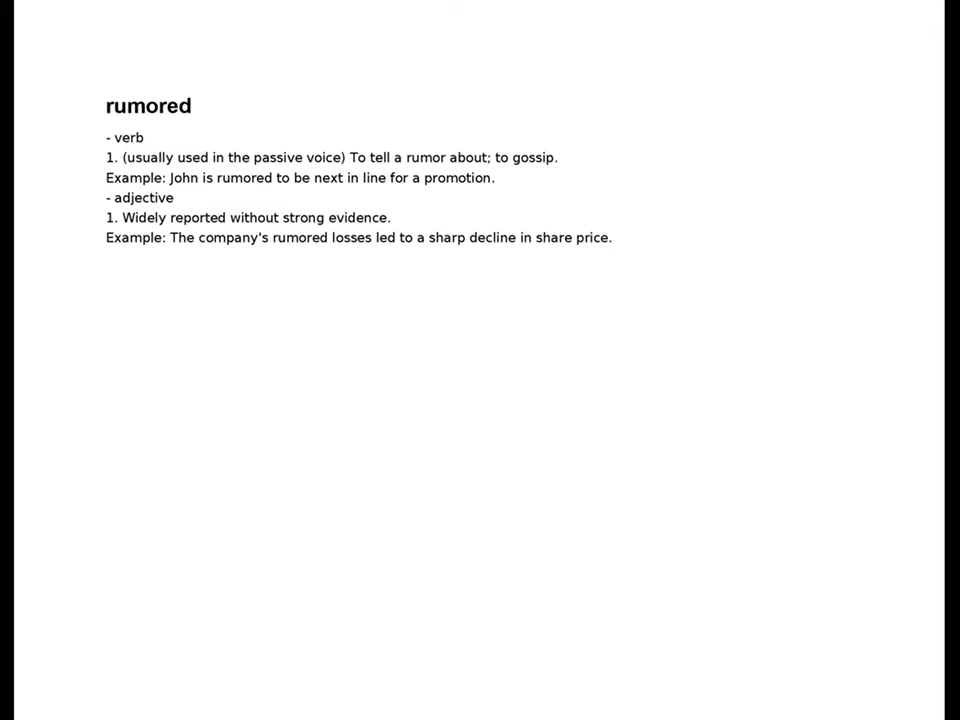 rumored
- verb
1. (usually used in the passive voice) To tell a rumor about; to gossip.
Example: John is rumored to be next in line for a promotion.
- adjective
1. Widely reported without strong evidence.
Example: The company's rumored losses led to a sharp decline in share price.